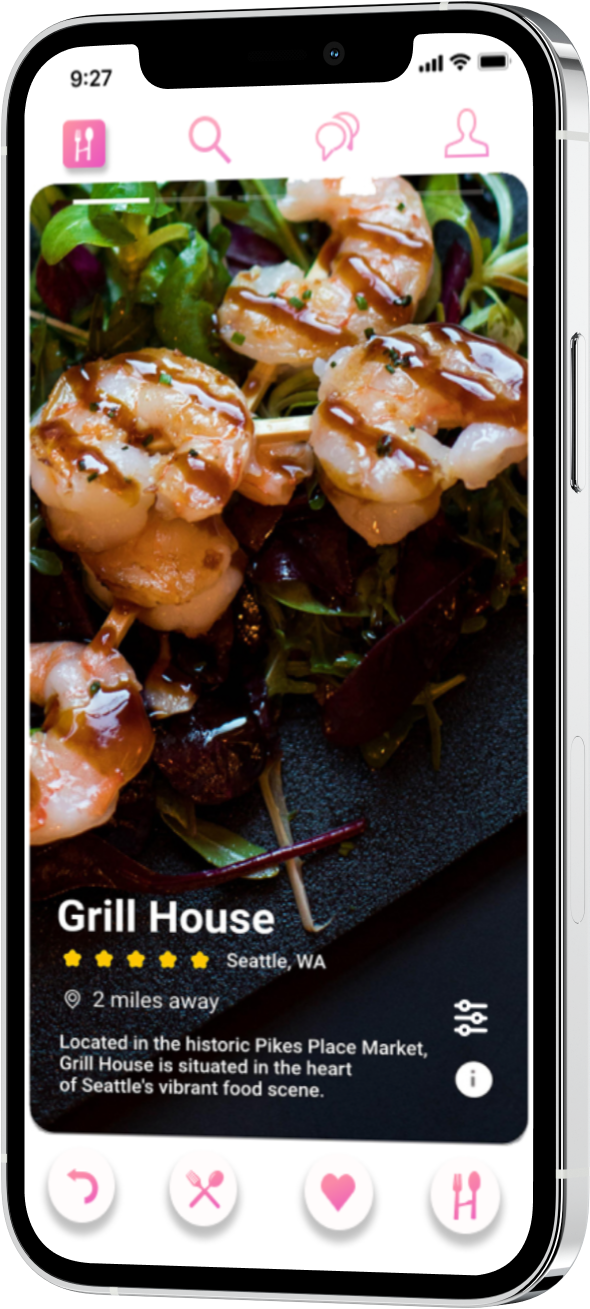 9:27
Grill House
Seattle, WA
2 miles away
Located in the historic Pikes Place Market,
Grill House is situated in the heart
of Seattle's vibrant food scene.